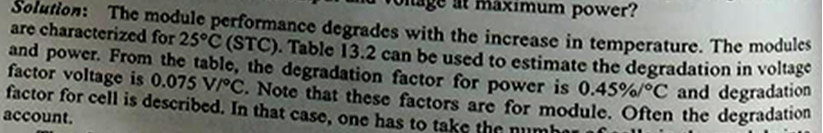 at maximum power?
Solution: The module performance degrades with the increase in temperature. The modules
are characterized for 25°C (STC). Table 13.2 can be used to estimate the degradation in voltage
and power. From the table, the degradation factor for power is 0.45%/°C and degradation
factor voltage is 0.075 V/°C. Note that these factors are for module. Often the degradation
factor for cell is described. In that case, one has to take the number
account.